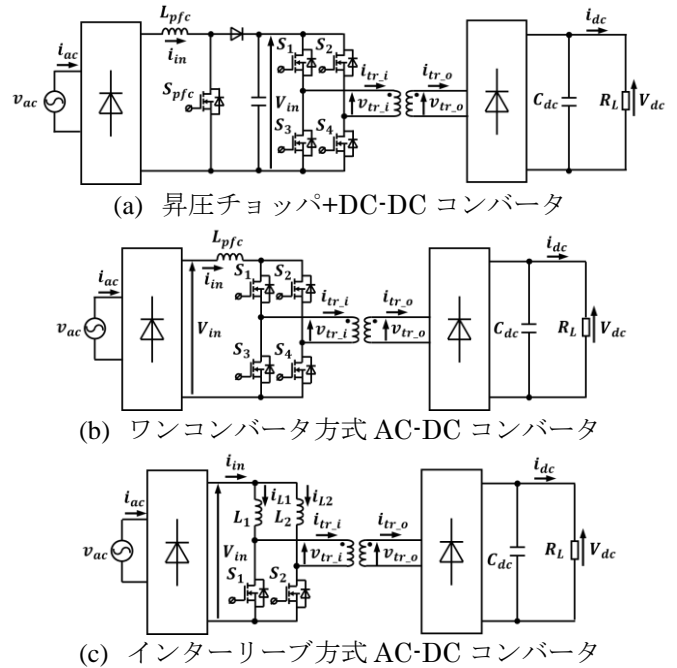 L_pfc
i_ac i_in S_1 S_2 i_tr_i i_tr_o i_dc
v_ac S_pfc V_in v_tr_i v_tr_o C_dc R_L V_dc
S_3 S_4
(a) 昇圧チョッパ+DC-DC コンバータ
L_pfc
i_ac i_in S_1 S_2 i_tr_i i_tr_o i_dc
v_ac V_in v_tr_i v_tr_o C_dc R_L V_dc
S_3 S_4
(b) ワンコンバータ方式 AC-DC コンバータ
i_in
i_ac i_L1 i_L2 i_dc
L_1 L_2 i_tr_i i_tr_o
v_ac V_in v_tr_i v_tr_o C_dc R_L V_dc
S_1 S_2
(c) インターリーブ方式 AC-DC コンバータ